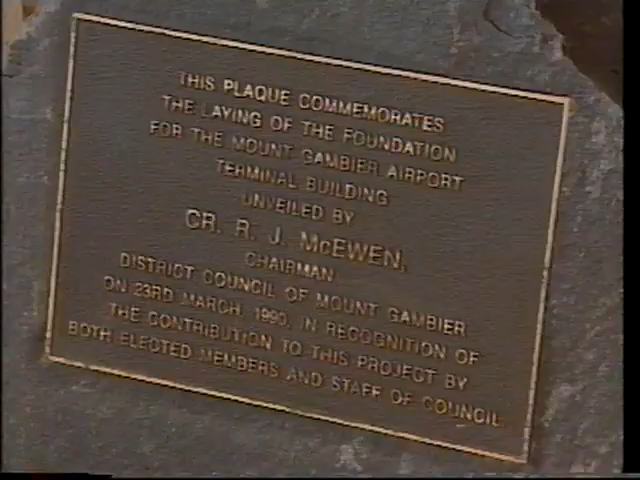 THIS PLAQUE COMMEMORATES
THE LAYING OF THE FOUNDATION
FOR THE MOUNT GAMBIER AIRPORT
TERMINAL BUILDING
UNVEILED BY
CR. R. J. McEWEN,
CHAIRMAN
DISTRICT COUNCIL OF MOUNT GAMBIER
ON 23RD MARCH 1990, IN RECOGNITION OF
THE CONTRIBUTION TO THIS PROJECT BY
BOTH ELECTED MEMBERS AND STAFF OF COUNCIL